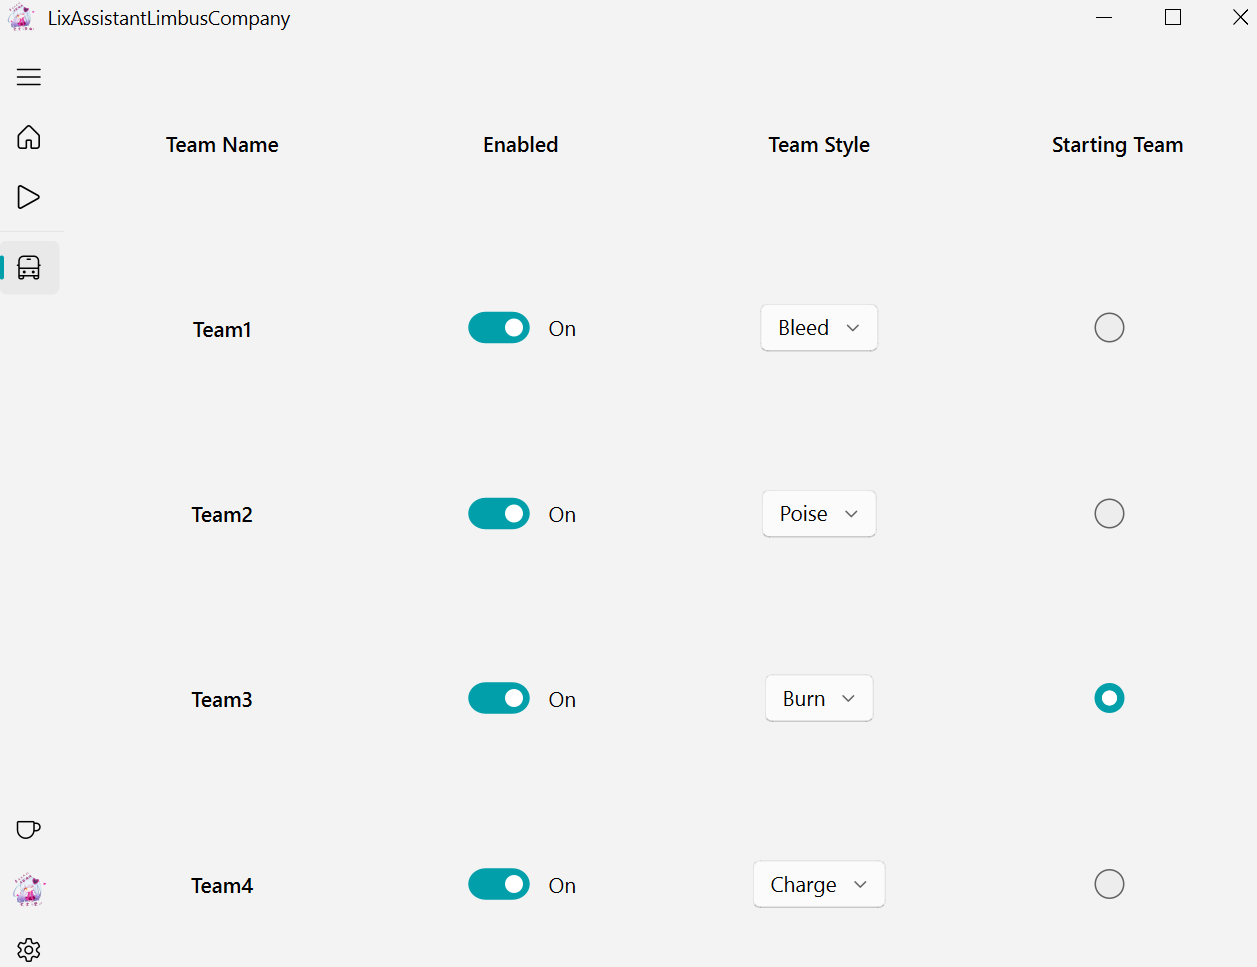 LixAssistantLimbusCompany
Team Name Enabled Team Style Starting Team
Team1 On Bleed
Team2 On Poise
Team3 On Burn
Team4 On Charge